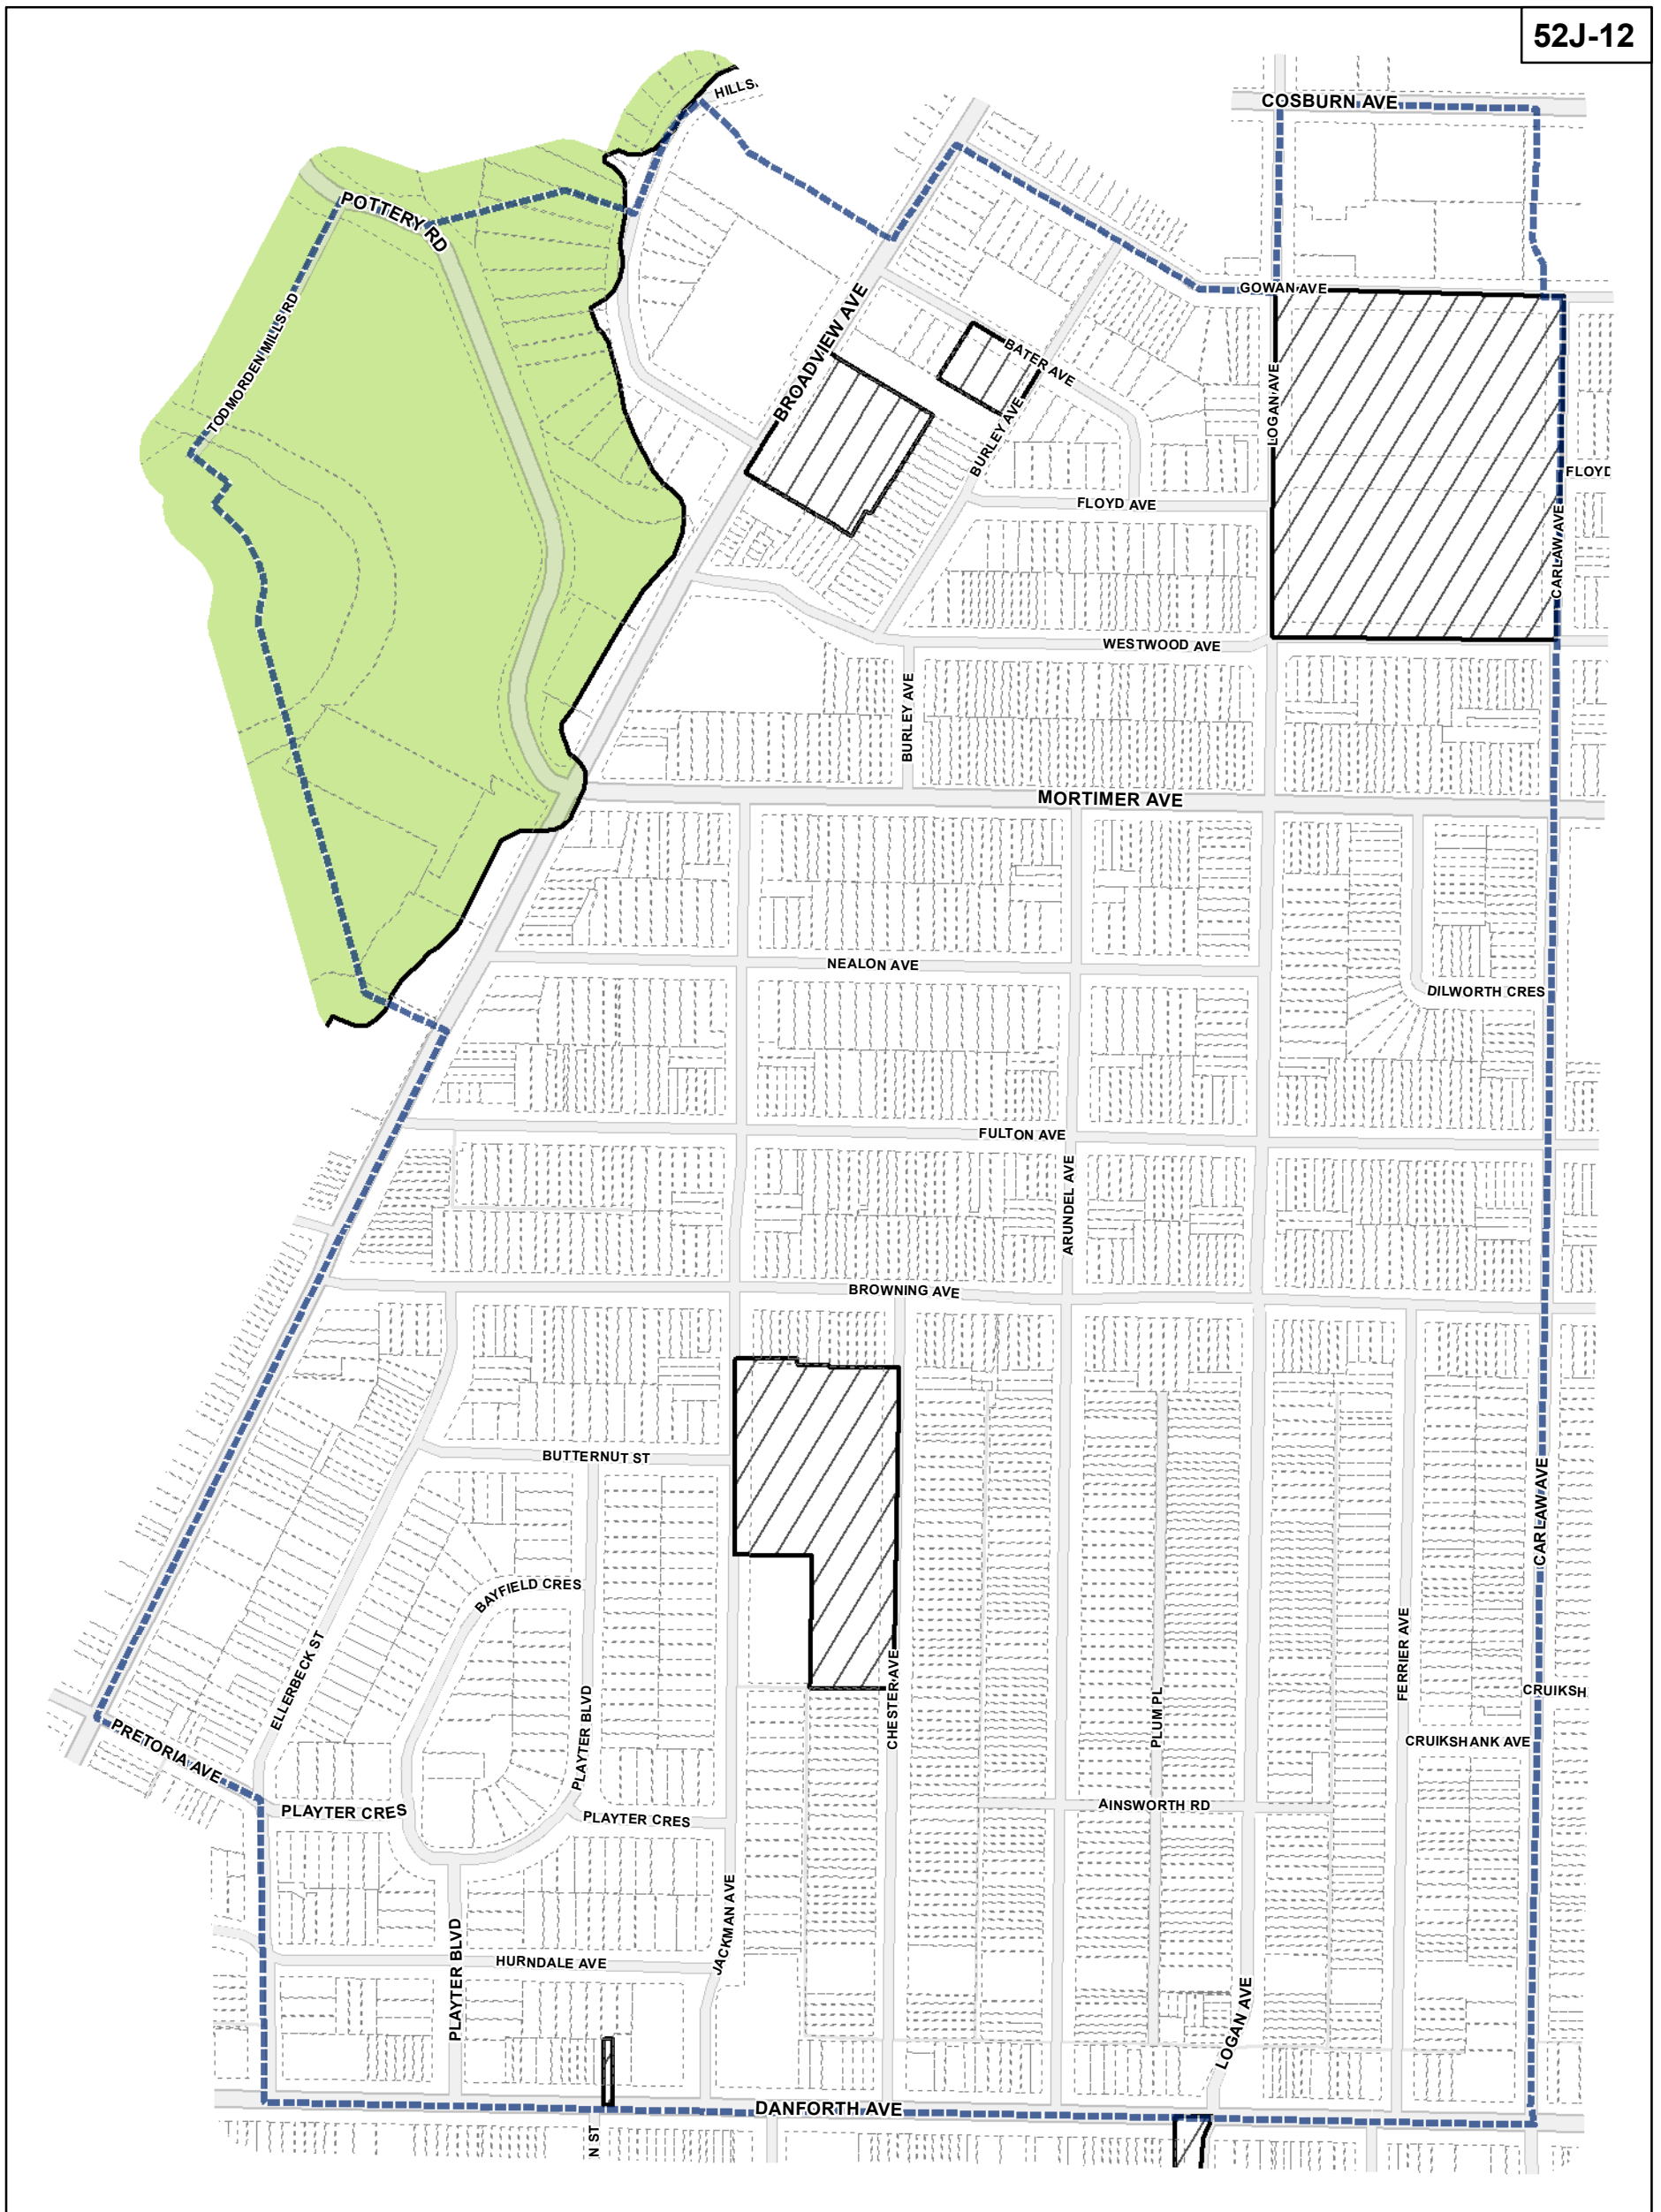 52J-12
HILLS
COSBURN AVE
POTTERY RD
GOWAN AVE
TODMORDEN MILLS RD
BROADVIEW AVE
BATER AVE
LOGAN AVE
BURLEY AVE
FLOYD
FLOYD AVE
CARLAW AVE
WESTWOOD AVE
BURLEY AVE
MORTIMER AVE
NEALON AVE
DILWORTH CRES
FULTON AVE
ARUNDEL AVE
BROWNING AVE
BUTTERNUT ST
CARLAW AVE
BAYFIELD CRES
ELLERBECK ST
FERRIER AVE
CHESTER AVE
PLUM PL
CRUIKSH
PLAYTER BLVD
PRETORIA AVE
CRUIKSHANK AVE
PLAYTER CRES
PLAYTER CRES
AINSWORTH RD
JACKMAN AVE
PLAYTER BLVD
HURNDALE AVE
LOGAN AVE
DANFORTH AVE
N ST